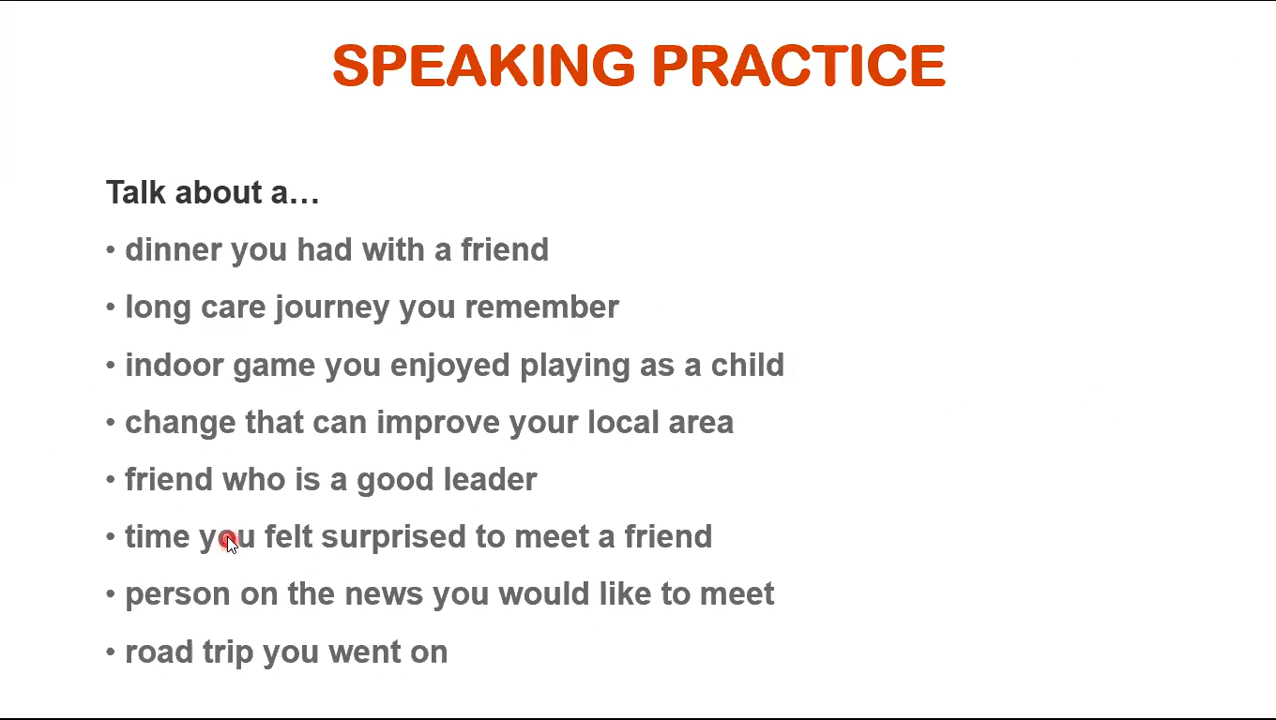 SPEAKING PRACTICE
Talk about a…
• dinner you had with a friend
• long care journey you remember
• indoor game you enjoyed playing as a child
• change that can improve your local area
• friend who is a good leader
• time you felt surprised to meet a friend
• person on the news you would like to meet
• road trip you went on